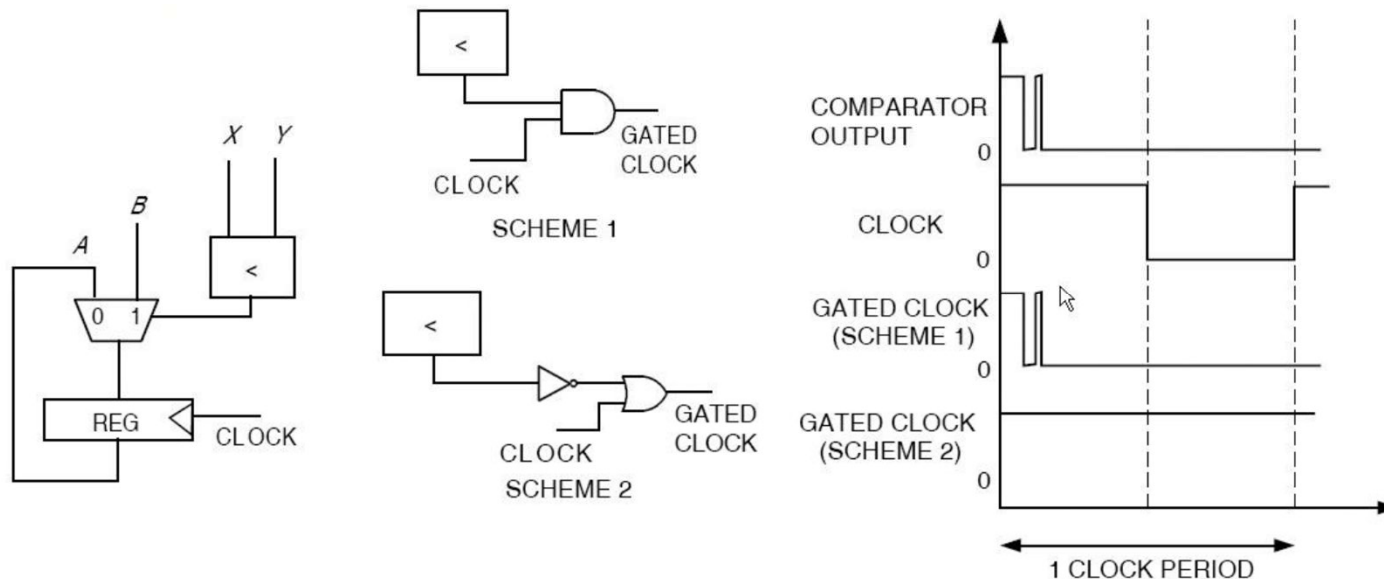 X Y
B
A
<
0 1
REG
CLOCK
<
GATED
CLOCK
CLOCK
SCHEME 1
<
GATED
CLOCK
CLOCK
SCHEME 2
COMPARATOR
OUTPUT
0
CLOCK
0
GATED CLOCK
(SCHEME 1)
0
GATED CLOCK
(SCHEME 2)
0
1 CLOCK PERIOD